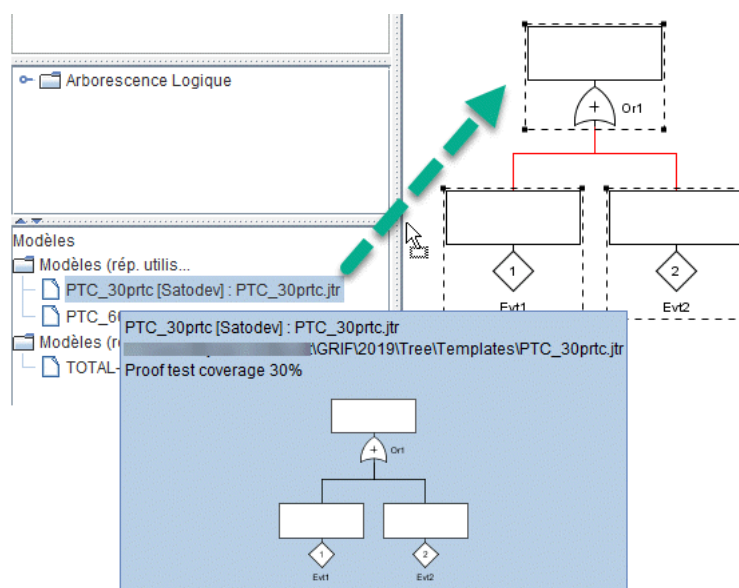 Arborescence Logique
Modèles
Modèles (rép. utilis...
PTC_30prtc [Satodev] : PTC_30prtc.jtr
PTC_6
Modèles (r
TOTAL-
+
Or1
1
2
Evt1
Evt2
PTC_30prtc [Satodev] : PTC_30prtc.jtr
\GRIF\2019\Tree\Templates\PTC_30prtc.jtr
Proof test coverage 30%
+
Or1
1
2
Evt1
Evt2